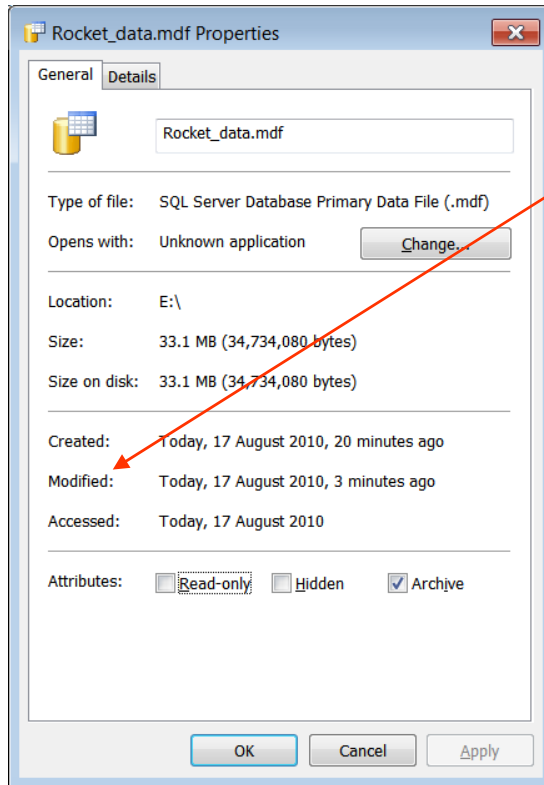 Rocket_data.mdf Properties
General Details
Rocket_data.mdf
Type of file: SQL Server Database Primary Data File (.mdf)
Opens with: Unknown application Change...
Location: E:\
Size: 33.1 MB (34,734,080 bytes)
Size on disk: 33.1 MB (34,734,080 bytes)
Created: Today, 17 August 2010, 20 minutes ago
Modified: Today, 17 August 2010, 3 minutes ago
Accessed: Today, 17 August 2010
Attributes: Read-only Hidden Archive
OK Cancel Apply